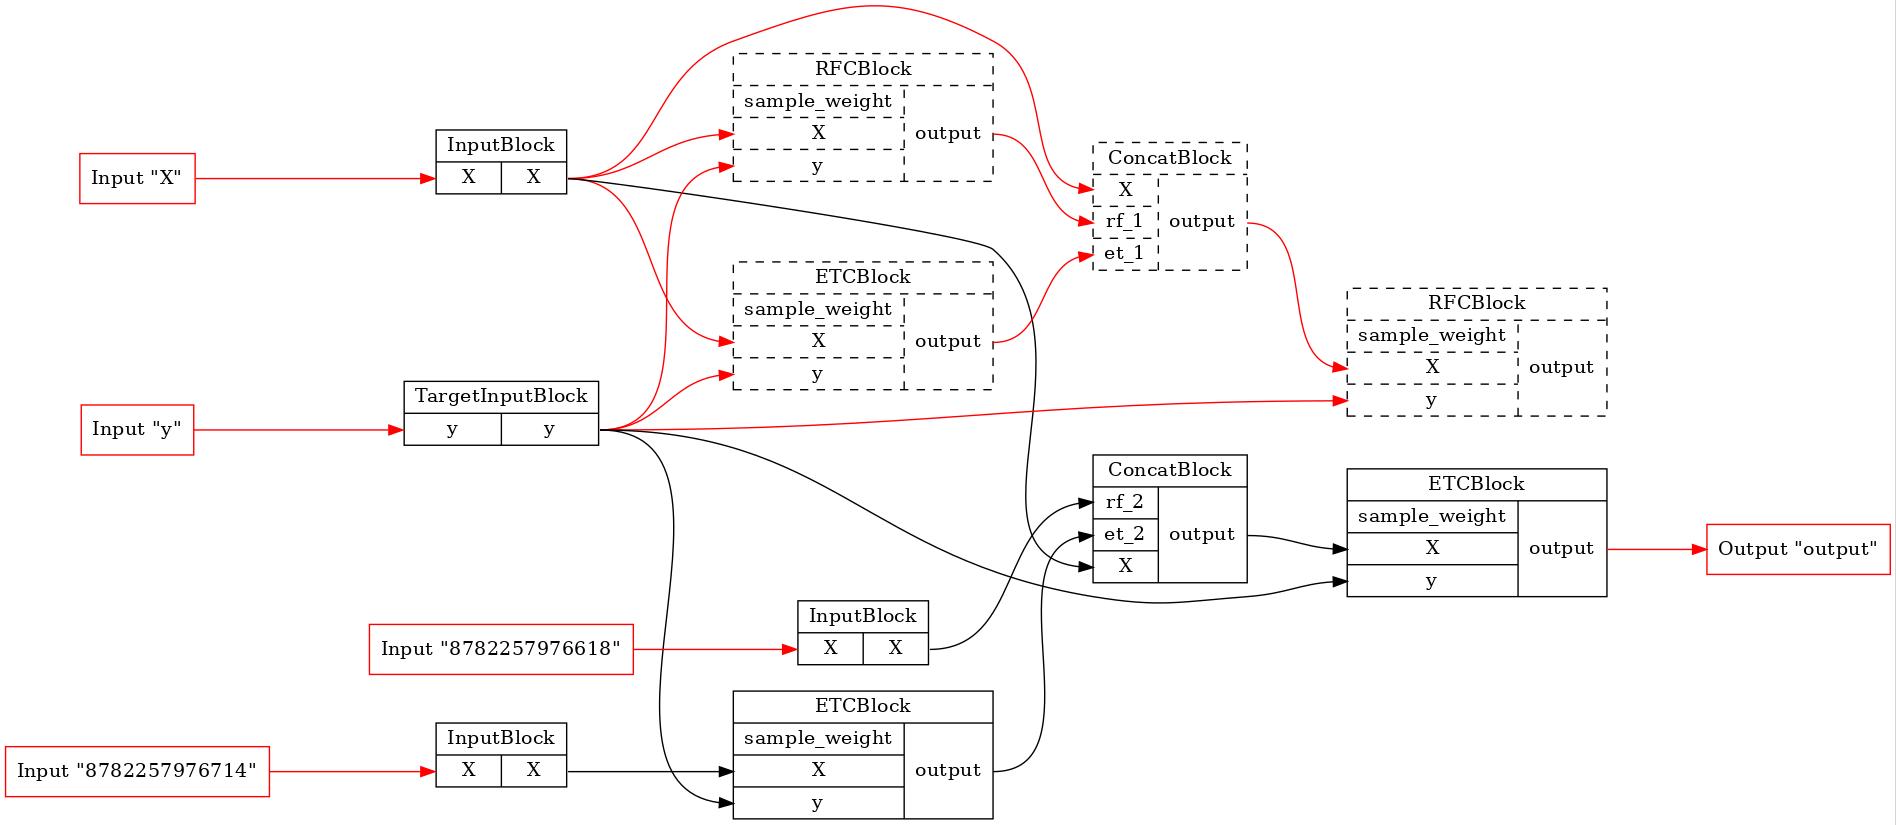 RFCBlock
sample_weight
X
y
output
InputBlock
X X
Input "X"
ConcatBlock
X
rf_1
et_1
output
ETCBlock
sample_weight
X
y
output
RFCBlock
sample_weight
X
y
output
TargetInputBlock
y y
Input "y"
ConcatBlock
rf_2
et_2
X
output
ETCBlock
sample_weight
X
y
output
Output "output"
InputBlock
X X
Input "8782257976618"
ETCBlock
sample_weight
X
y
output
InputBlock
X X
Input "8782257976714"